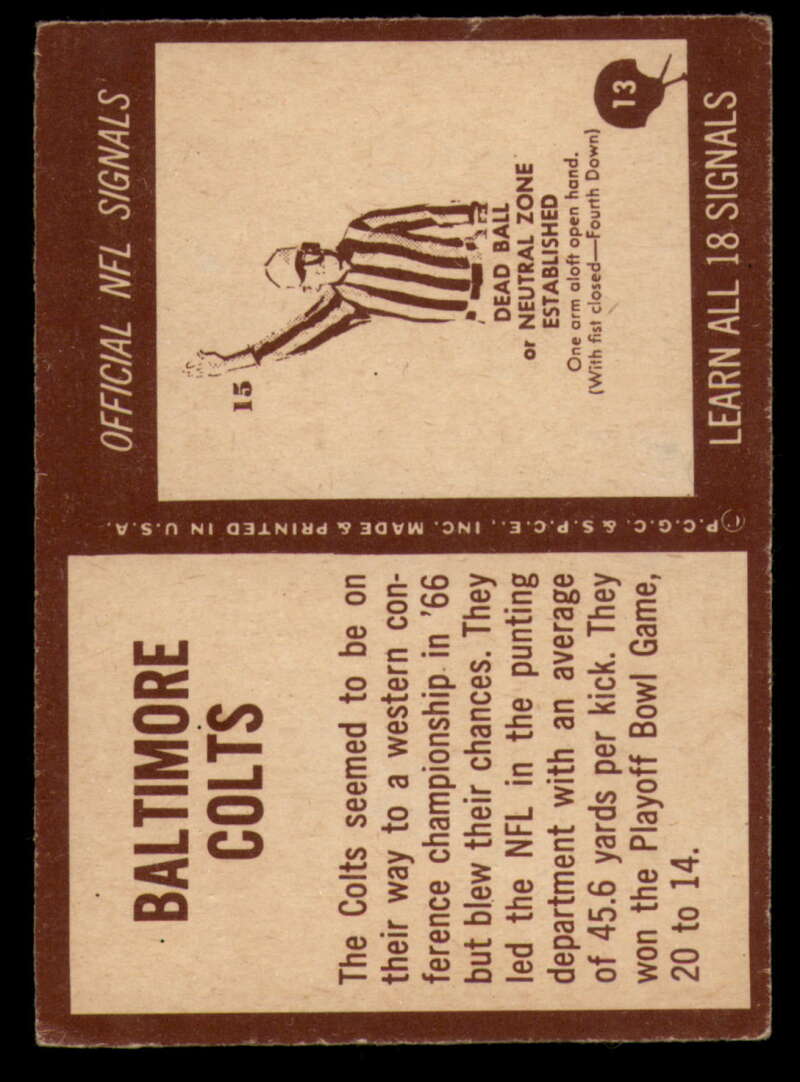 BALTIMORE
COLTS
The Colts seemed to be on
their way to a western con-
ference championship in '66
but blew their chances. They
led the NFL in the punting
department with an average
of 45.6 yards per kick. They
won the Playoff Bowl Game,
20 to 14.
©P.C.G.C. & S.P.C.E., INC. MADE & PRINTED IN U.S.A.
OFFICIAL NFL SIGNALS
15
DEAD BALL
or NEUTRAL ZONE
ESTABLISHED
One arm aloft open hand.
(With fist closed—Fourth Down)
13
LEARN ALL 18 SIGNALS